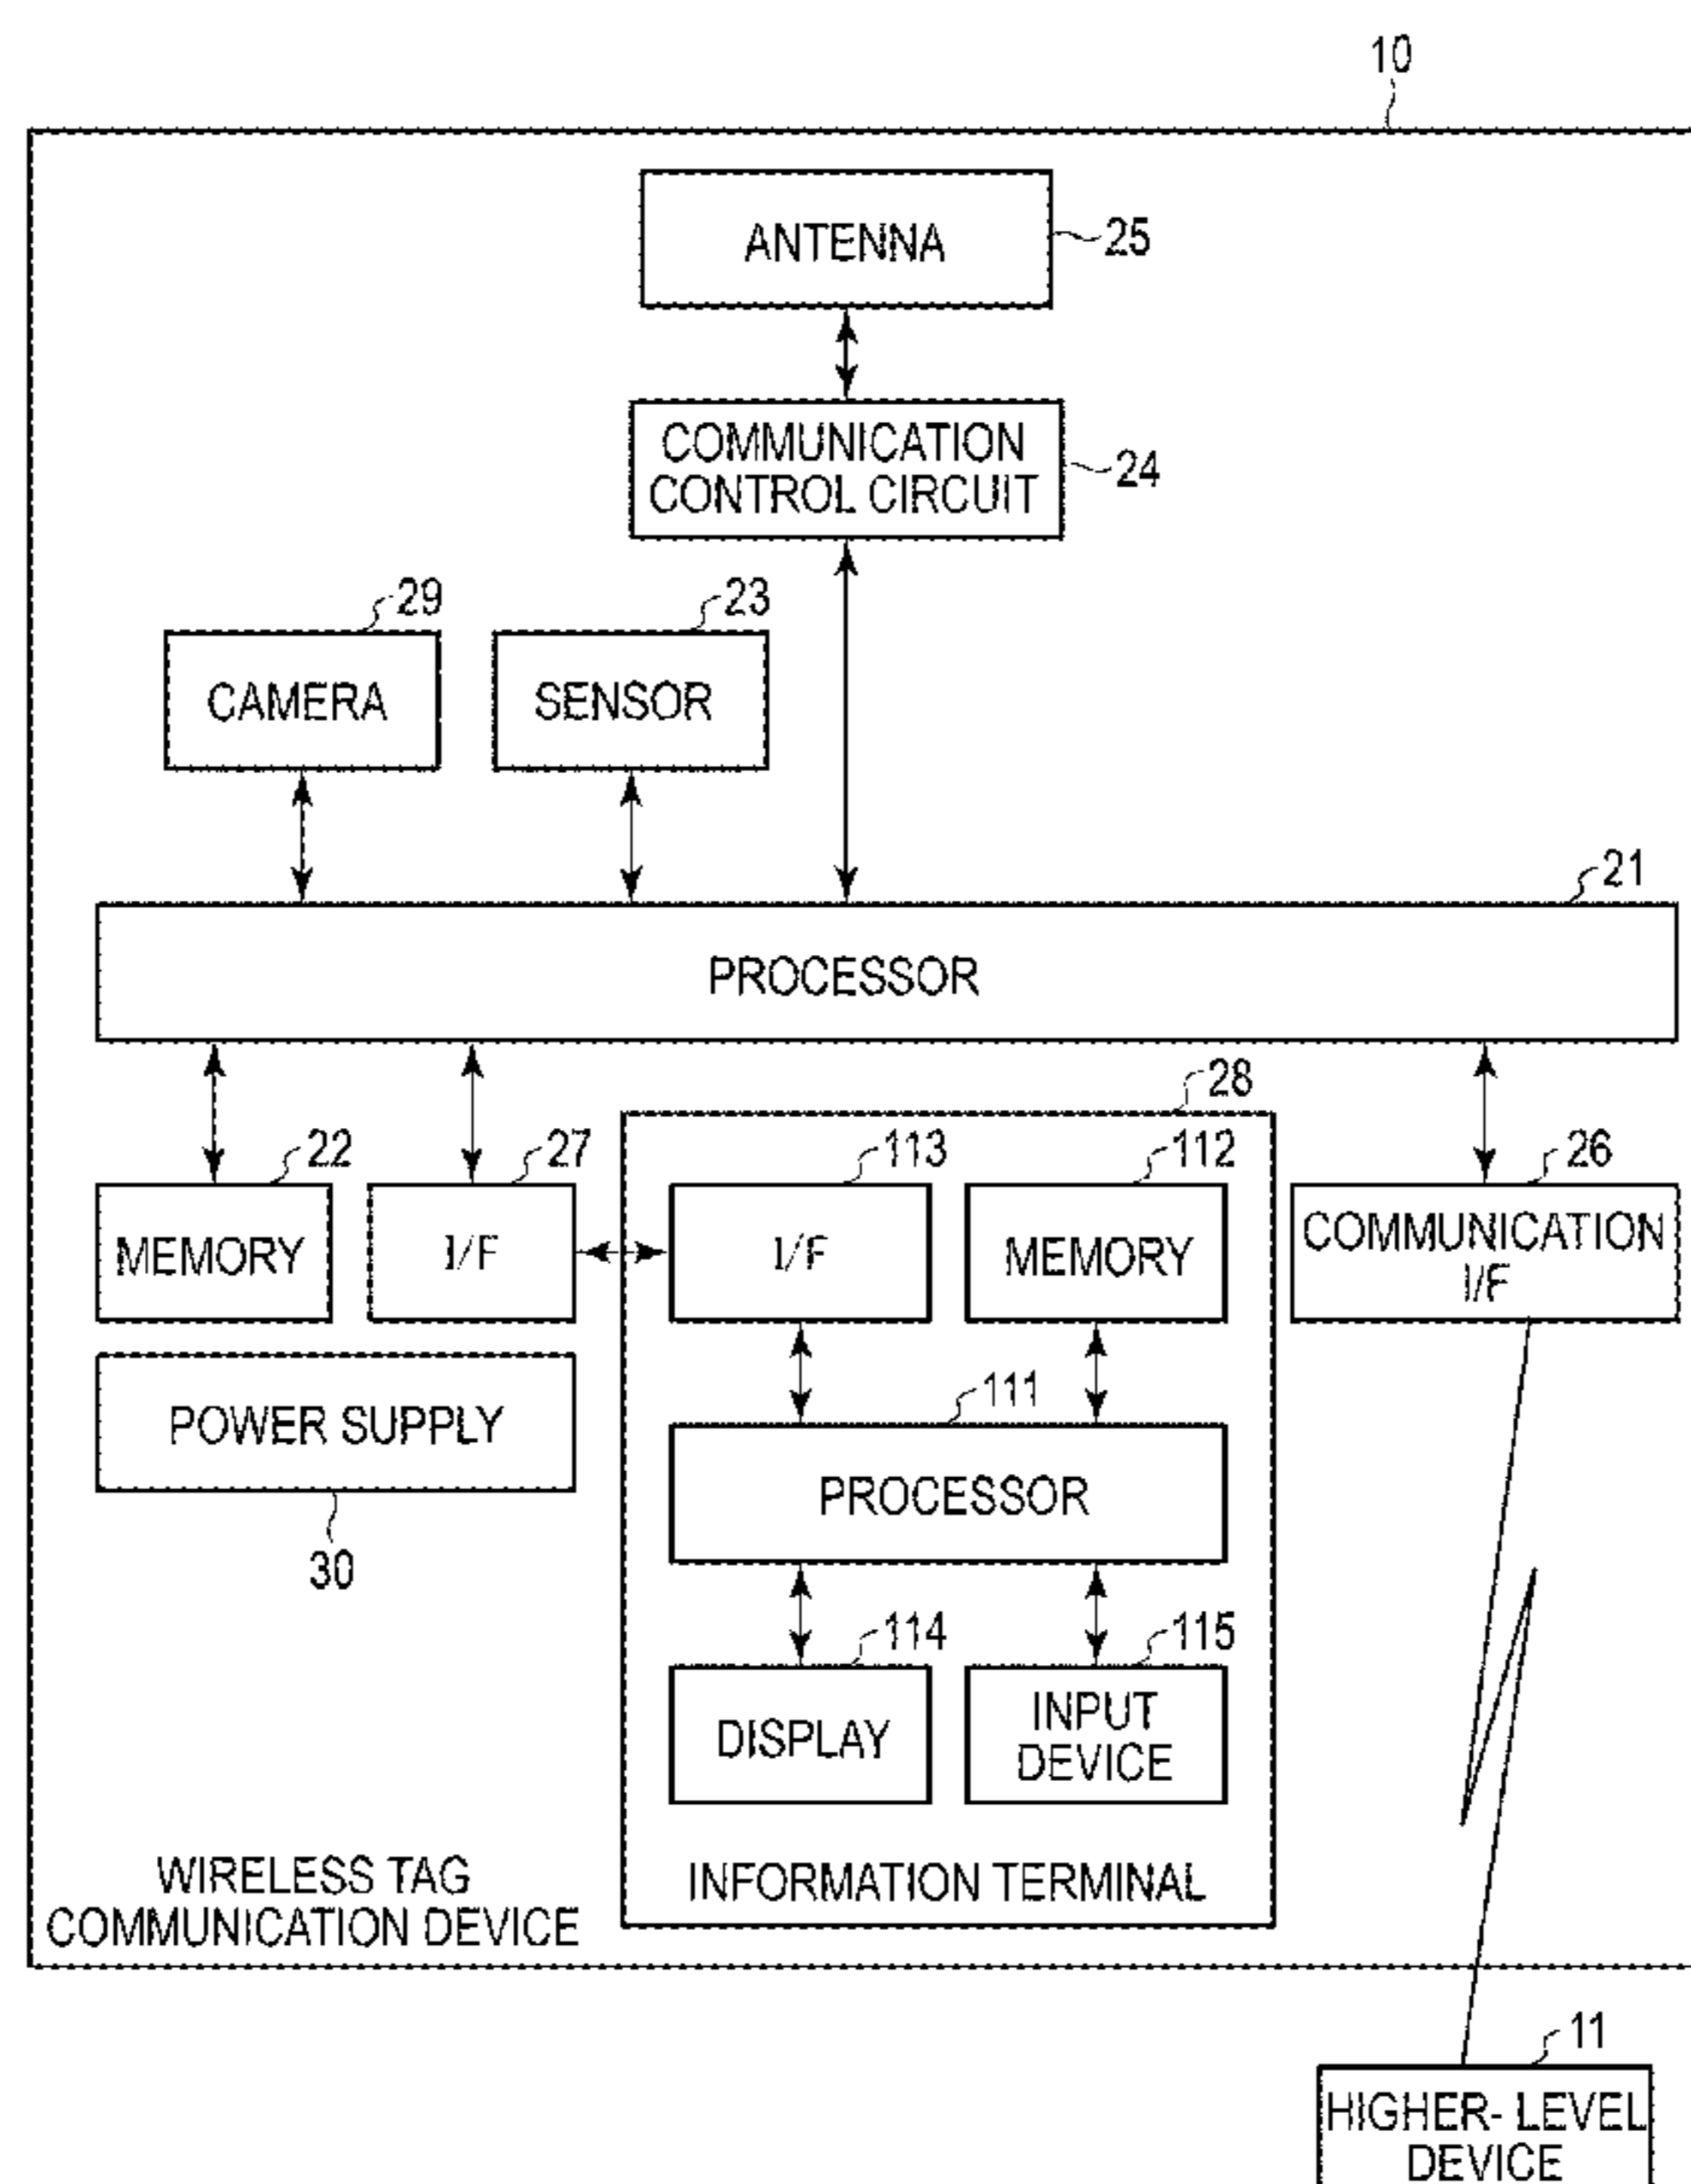 10
ANTENNA
25
COMMUNICATION
CONTROL CIRCUIT
24
29
23
CAMERA
SENSOR
21
PROCESSOR
28
22
27
113
112
26
MEMORY
I/F
I/F
MEMORY
COMMUNICATION
I/F
POWER SUPPLY
111
PROCESSOR
30
114
115
DISPLAY
INPUT
DEVICE
WIRELESS TAG
COMMUNICATION DEVICE
INFORMATION TERMINAL
11
HIGHER- LEVEL
DEVICE